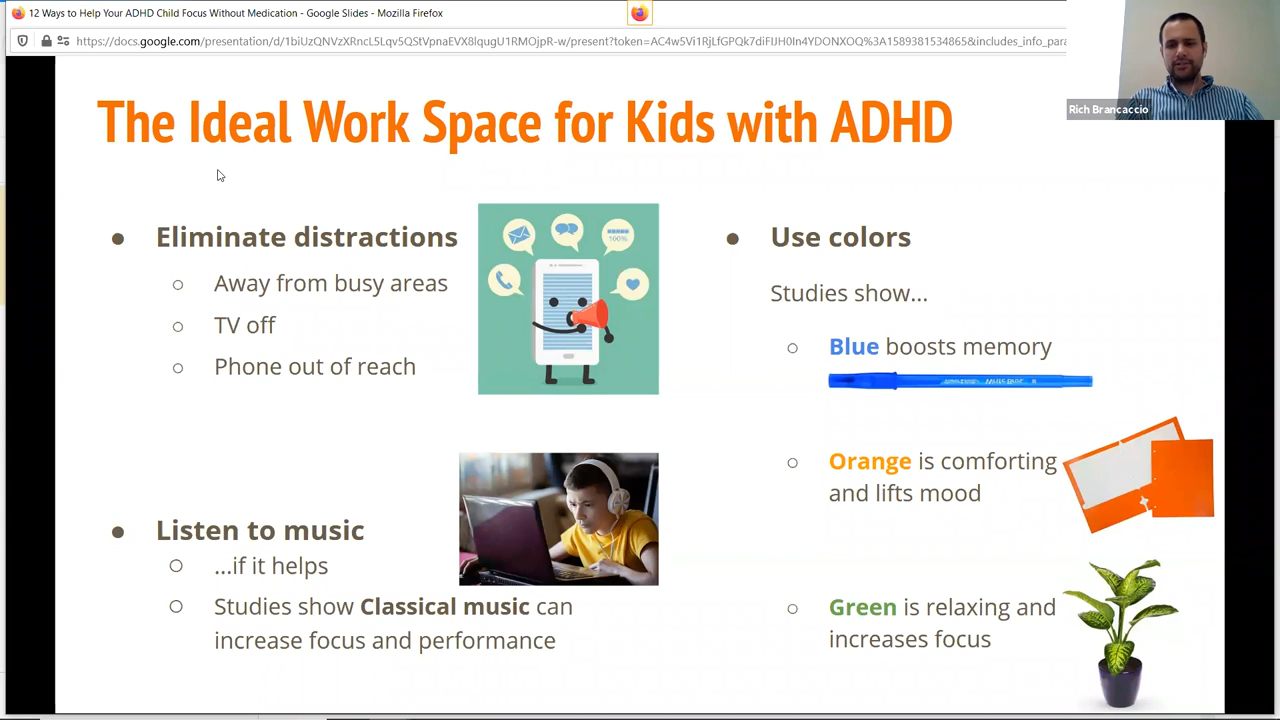 12 Ways to Help Your ADHD Child Focus Without Medication - Google Slides - Mozilla Firefox
Rich Brancaccio
The Ideal Work Space for Kids with ADHD
● Eliminate distractions
○ Away from busy areas
○ TV off
○ Phone out of reach
100%
● Listen to music
○ ...if it helps
○ Studies show Classical music can
increase focus and performance
● Use colors
Studies show...
○ Blue boosts memory
○ Orange is comforting
and lifts mood
○ Green is relaxing and
increases focus